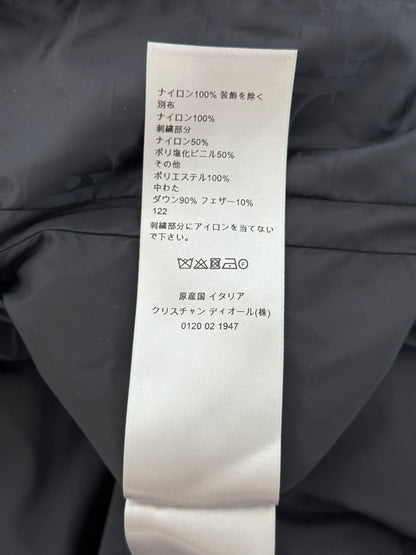 ナイロン100% 装飾を除く
別布
ナイロン100%
刺繍部分
ナイロン50%
ポリ塩化ビニル50%
その他
ポリエステル100%
中わた
ダウン90% フェザー10%
122
刺繍部分にアイロンを当てない
で下さい。
原産国 イタリア
クリスチャン ディオール(株)
0120 02 1947